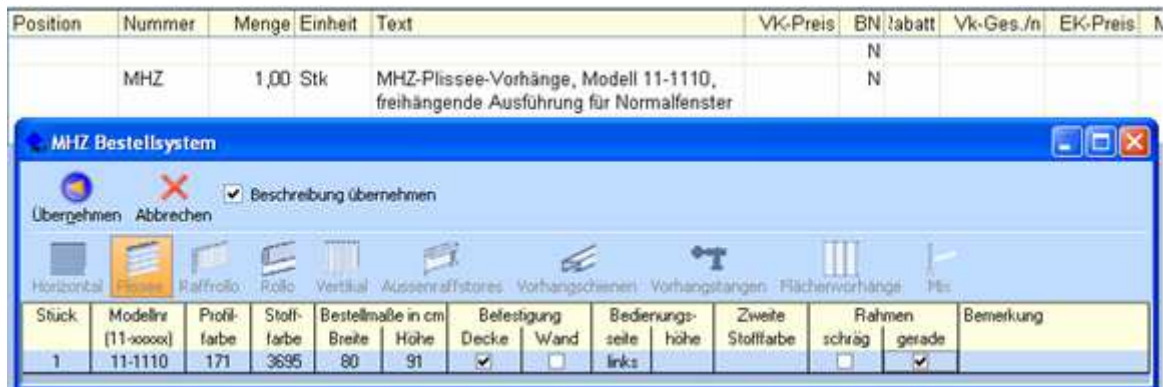 Position Nummer Menge Einheit Text VK-Preis BN Rabatt Vk-Ges./n EK-Preis
N
MHZ 1,00 Stk MHZ-Plissee-Vorhänge, Modell 11-1110, N
freihängende Ausführung für Normalfenster
MHZ Bestellsystem
Übernehmen Abbrechen Beschreibung übernehmen
Horizontal Plissee Raffrollo Rollo Vertikal Aussenraffstores Vorhangschienen Vorhangstangen Flächenvorhänge
Stück Modellnr Profil- Stoff- Bestellmaße in cm Befestigung Bedienungs- Zweite Rahmen Bemerkung
(11-xxxxx) farbe farbe Breite Höhe Decke Wand seite höhe Stofffarbe schräg gerade
1 11-1110 171 3695 80 91 links